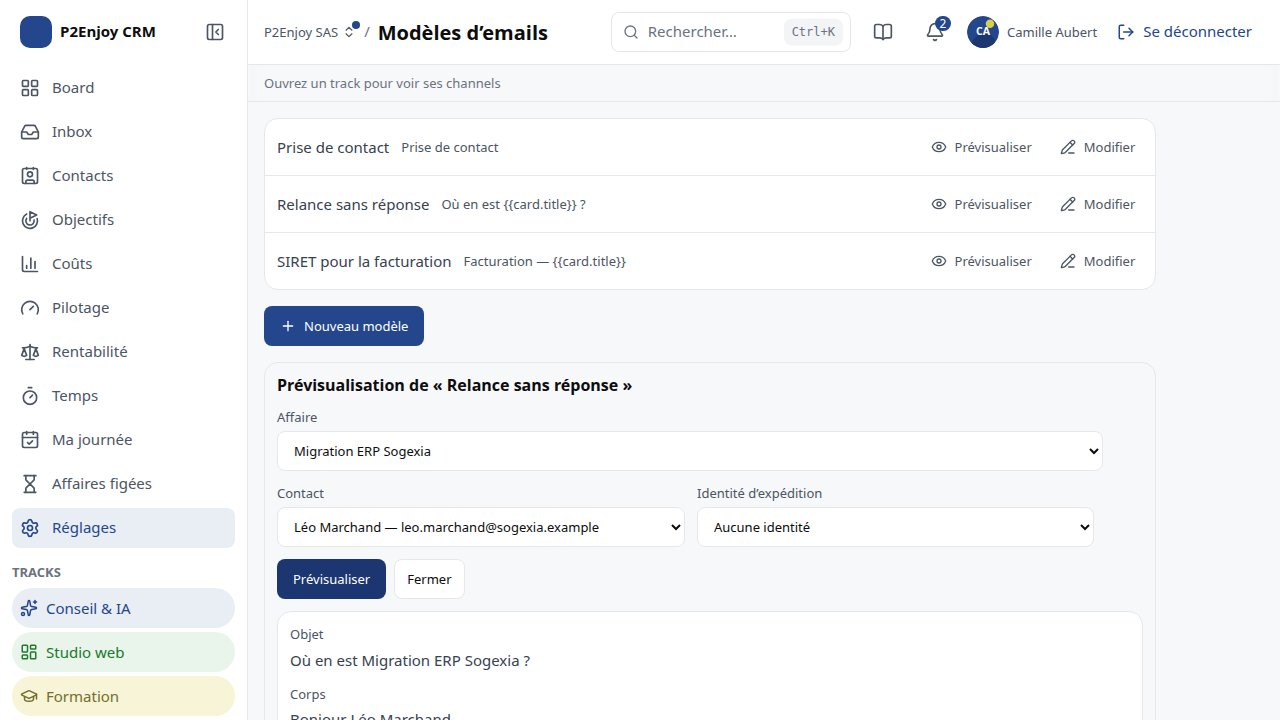 P2Enjoy CRM
P2Enjoy SAS / Modèles d’emails
Rechercher... Ctrl+K
2
CA Camille Aubert
Se déconnecter
Board
Inbox
Contacts
Objectifs
Coûts
Pilotage
Rentabilité
Temps
Ma journée
Affaires figées
Réglages
TRACKS
Conseil & IA
Studio web
Formation
Ouvrez un track pour voir ses channels
Prise de contact Prise de contact Prévisualiser Modifier
Relance sans réponse Où en est {{card.title}} ? Prévisualiser Modifier
SIRET pour la facturation Facturation — {{card.title}} Prévisualiser Modifier
Nouveau modèle
Prévisualisation de « Relance sans réponse »
Affaire
Migration ERP Sogexia
Contact Identité d’expédition
Léo Marchand — leo.marchand@sogexia.example Aucune identité
Prévisualiser Fermer
Objet
Où en est Migration ERP Sogexia ?
Corps
Bonjour Léo Marchand